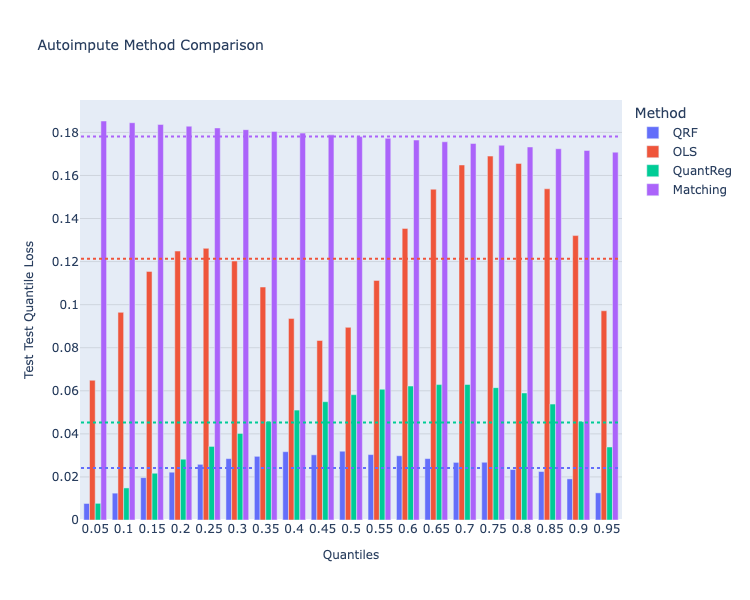 Autoimpute Method Comparison
Method
QRF
OLS
QuantReg
Matching
Test Test Quantile Loss
0.18
0.16
0.14
0.12
0.1
0.08
0.06
0.04
0.02
0
0.05 0.1 0.15 0.2 0.25 0.3 0.35 0.4 0.45 0.5 0.55 0.6 0.65 0.7 0.75 0.8 0.85 0.9 0.95
Quantiles